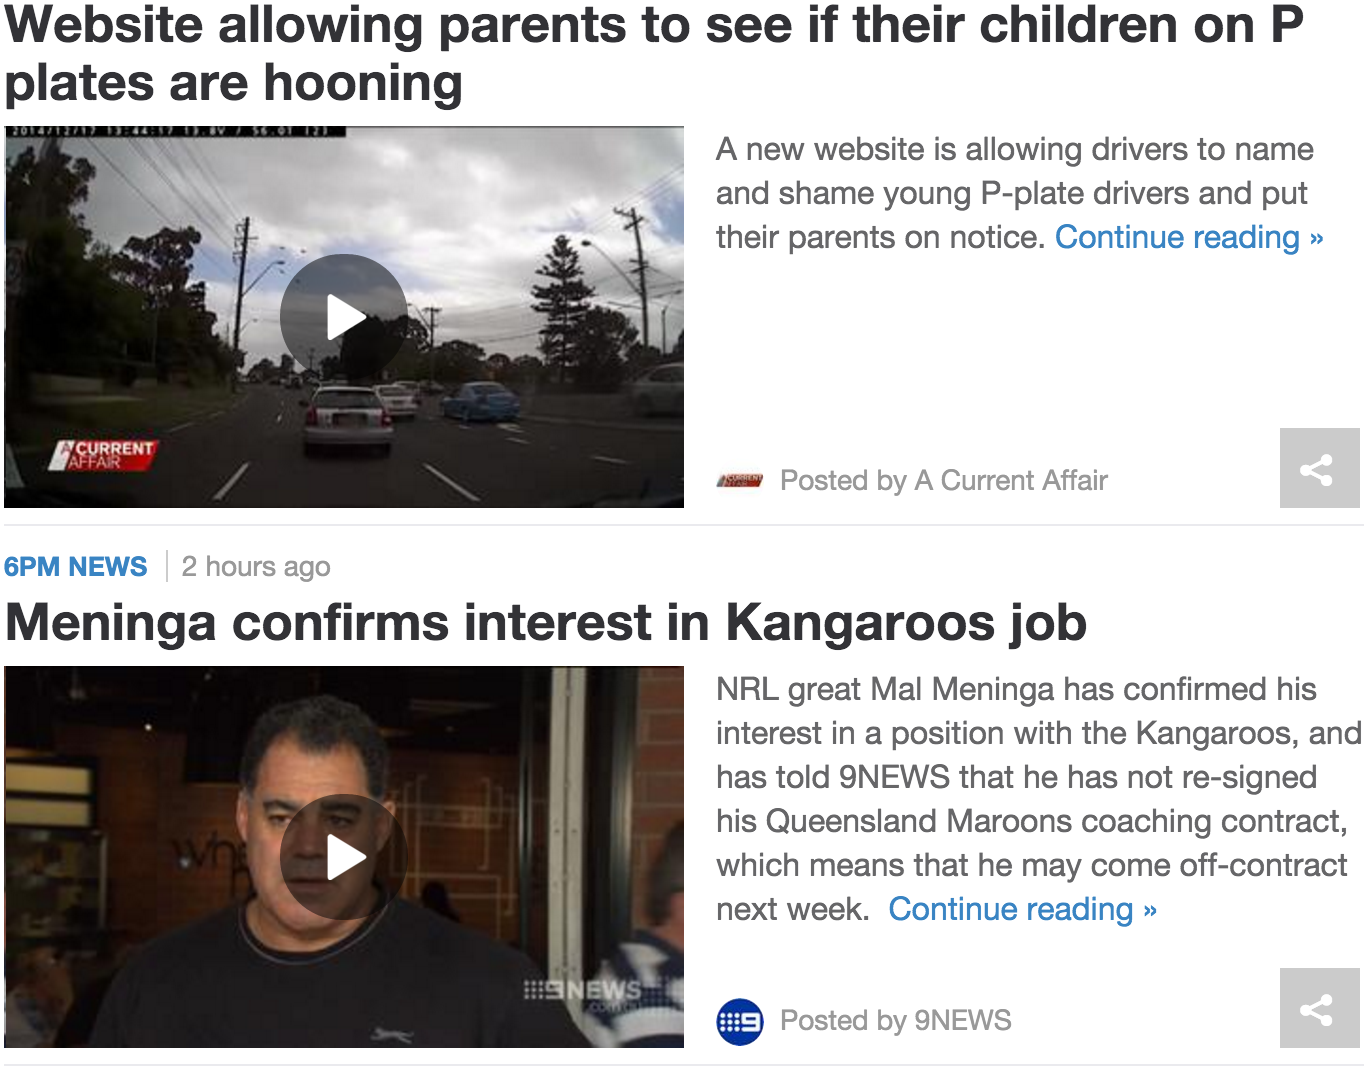 Website allowing parents to see if their children on P
plates are hooning
2014/12/17 13:44:17
CURRENT
AFFAIR
A new website is allowing drivers to name
and shame young P-plate drivers and put
their parents on notice. Continue reading »
Posted by A Current Affair
6PM NEWS 2 hours ago
Meninga confirms interest in Kangaroos job
9NEWS
.com.au
NRL great Mal Meninga has confirmed his
interest in a position with the Kangaroos, and
has told 9NEWS that he has not re-signed
his Queensland Maroons coaching contract,
which means that he may come off-contract
next week. Continue reading »
9
Posted by 9NEWS